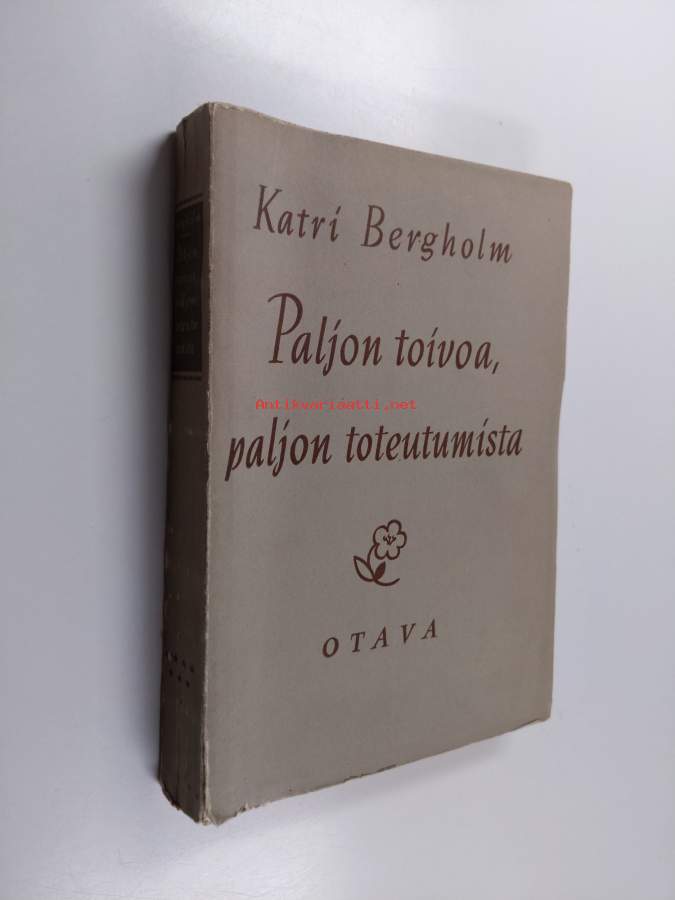 Katri Bergholm
Paljon toivoa,
Antikvariaatti.net
paljon toteutumista
OTAVA